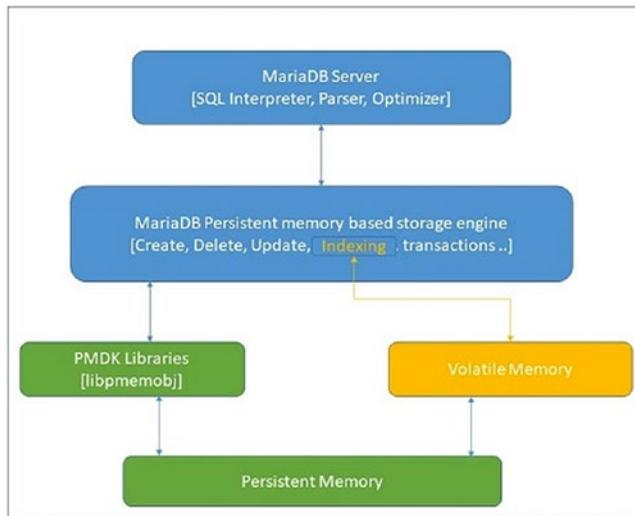 MariaDB Server
[SQL Interpreter, Parser, Optimizer]
MariaDB Persistent memory based storage engine
[Create, Delete, Update, Indexing. transactions ..]
PMDK Libraries
[libpmemobj]
Volatile Memory
Persistent Memory